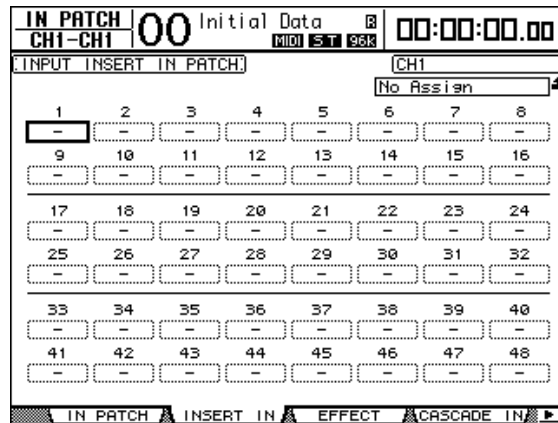 IN PATCH
CH1-CH1
00 Initial Data
R
MIDI ST 96k
00:00:00.00
INPUT INSERT IN PATCH
CH1
No Assign
1 2 3 4 5 6 7 8
- - - - - - - -
9 10 11 12 13 14 15 16
- - - - - - - -
17 18 19 20 21 22 23 24
- - - - - - - -
25 26 27 28 29 30 31 32
- - - - - - - -
33 34 35 36 37 38 39 40
- - - - - - - -
41 42 43 44 45 46 47 48
- - - - - - - -
IN PATCH INSERT IN EFFECT CASCADE IN